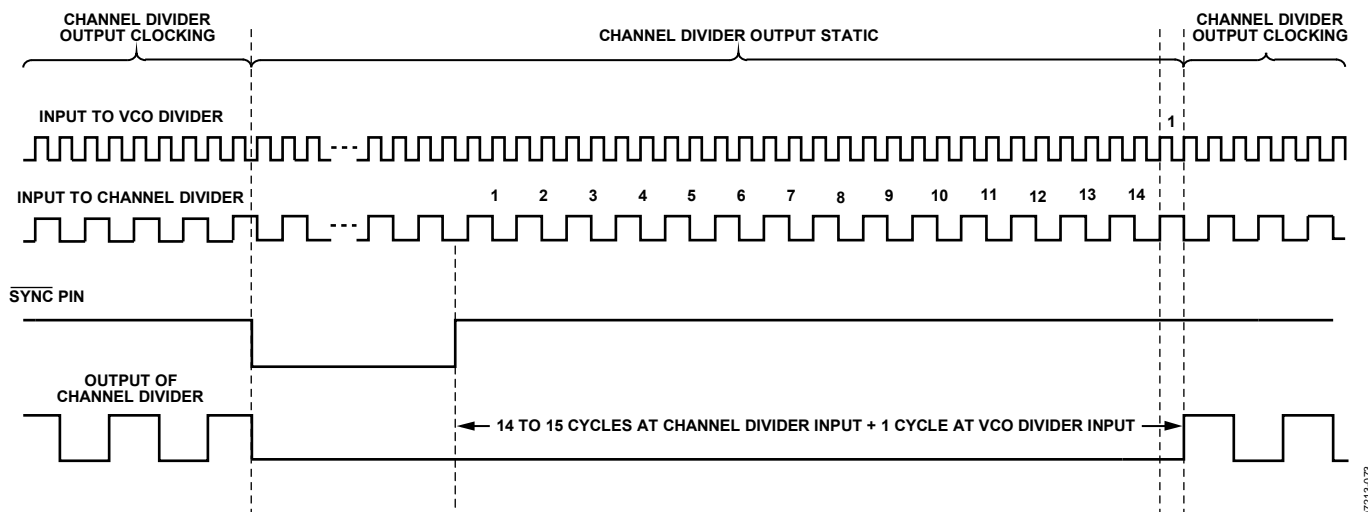 CHANNEL DIVIDER
OUTPUT CLOCKING
CHANNEL DIVIDER OUTPUT STATIC
CHANNEL DIVIDER
OUTPUT CLOCKING
INPUT TO VCO DIVIDER
1
INPUT TO CHANNEL DIVIDER
1 2 3 4 5 6 7 8 9 10 11 12 13 14
SYNC PIN
OUTPUT OF
CHANNEL DIVIDER
14 TO 15 CYCLES AT CHANNEL DIVIDER INPUT + 1 CYCLE AT VCO DIVIDER INPUT